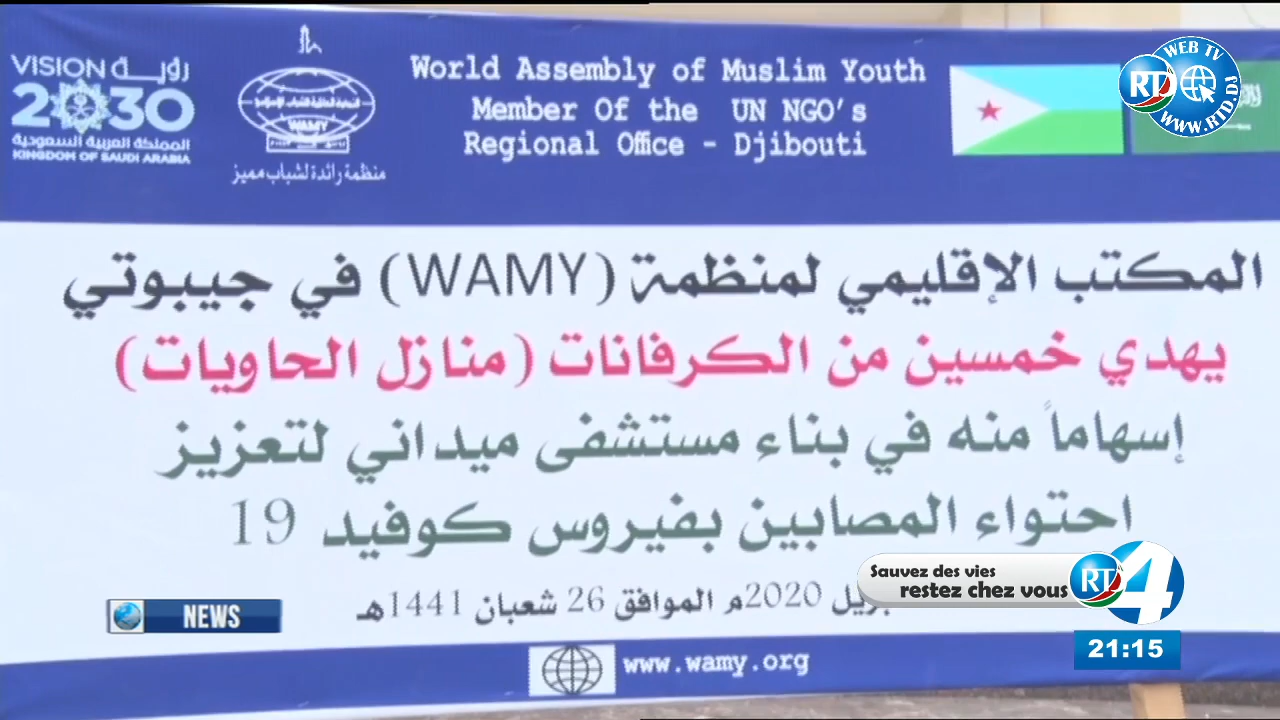 VISION رؤيــة
2030
المملكة العربية السعودية
KINGDOM OF SAUDI ARABIA
WAMY
منظمة رائدة لشباب مميز
World Assembly of Muslim Youth
Member Of the UN NGO's
Regional Office - Djibouti
WEB TV
RTD
WWW.RTD.DJ
المكتب الإقليمي لمنظمة (WAMY) في جيبوتي
يهدي خمسين من الكرفانات (منازل الحاويات)
إسهاماً منه في بناء مستشفى ميداني لتعزيز
احتواء المصابين بفيروس كوفيد 19
بريل 2020م الموافق 26 شعبان 1441هـ
Sauvez des vies
restez chez vous
RTD 4
NEWS
21:15
www.wamy.org